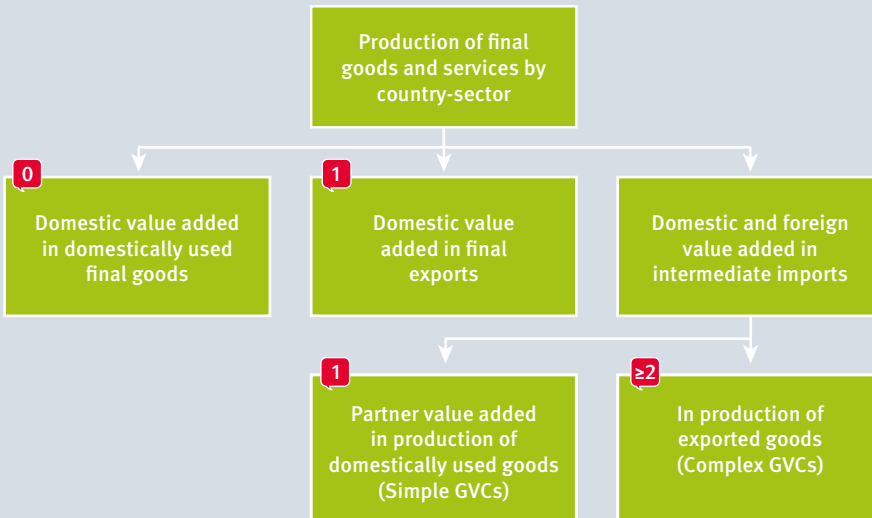 Production of final
goods and services by
country-sector
0
Domestic value added
in domestically used
final goods
1
Domestic value
added in final
exports
Domestic and foreign
value added in
intermediate imports
1
Partner value added
in production of
domestically used goods
(Simple GVCs)
≥2
In production of
exported goods
(Complex GVCs)